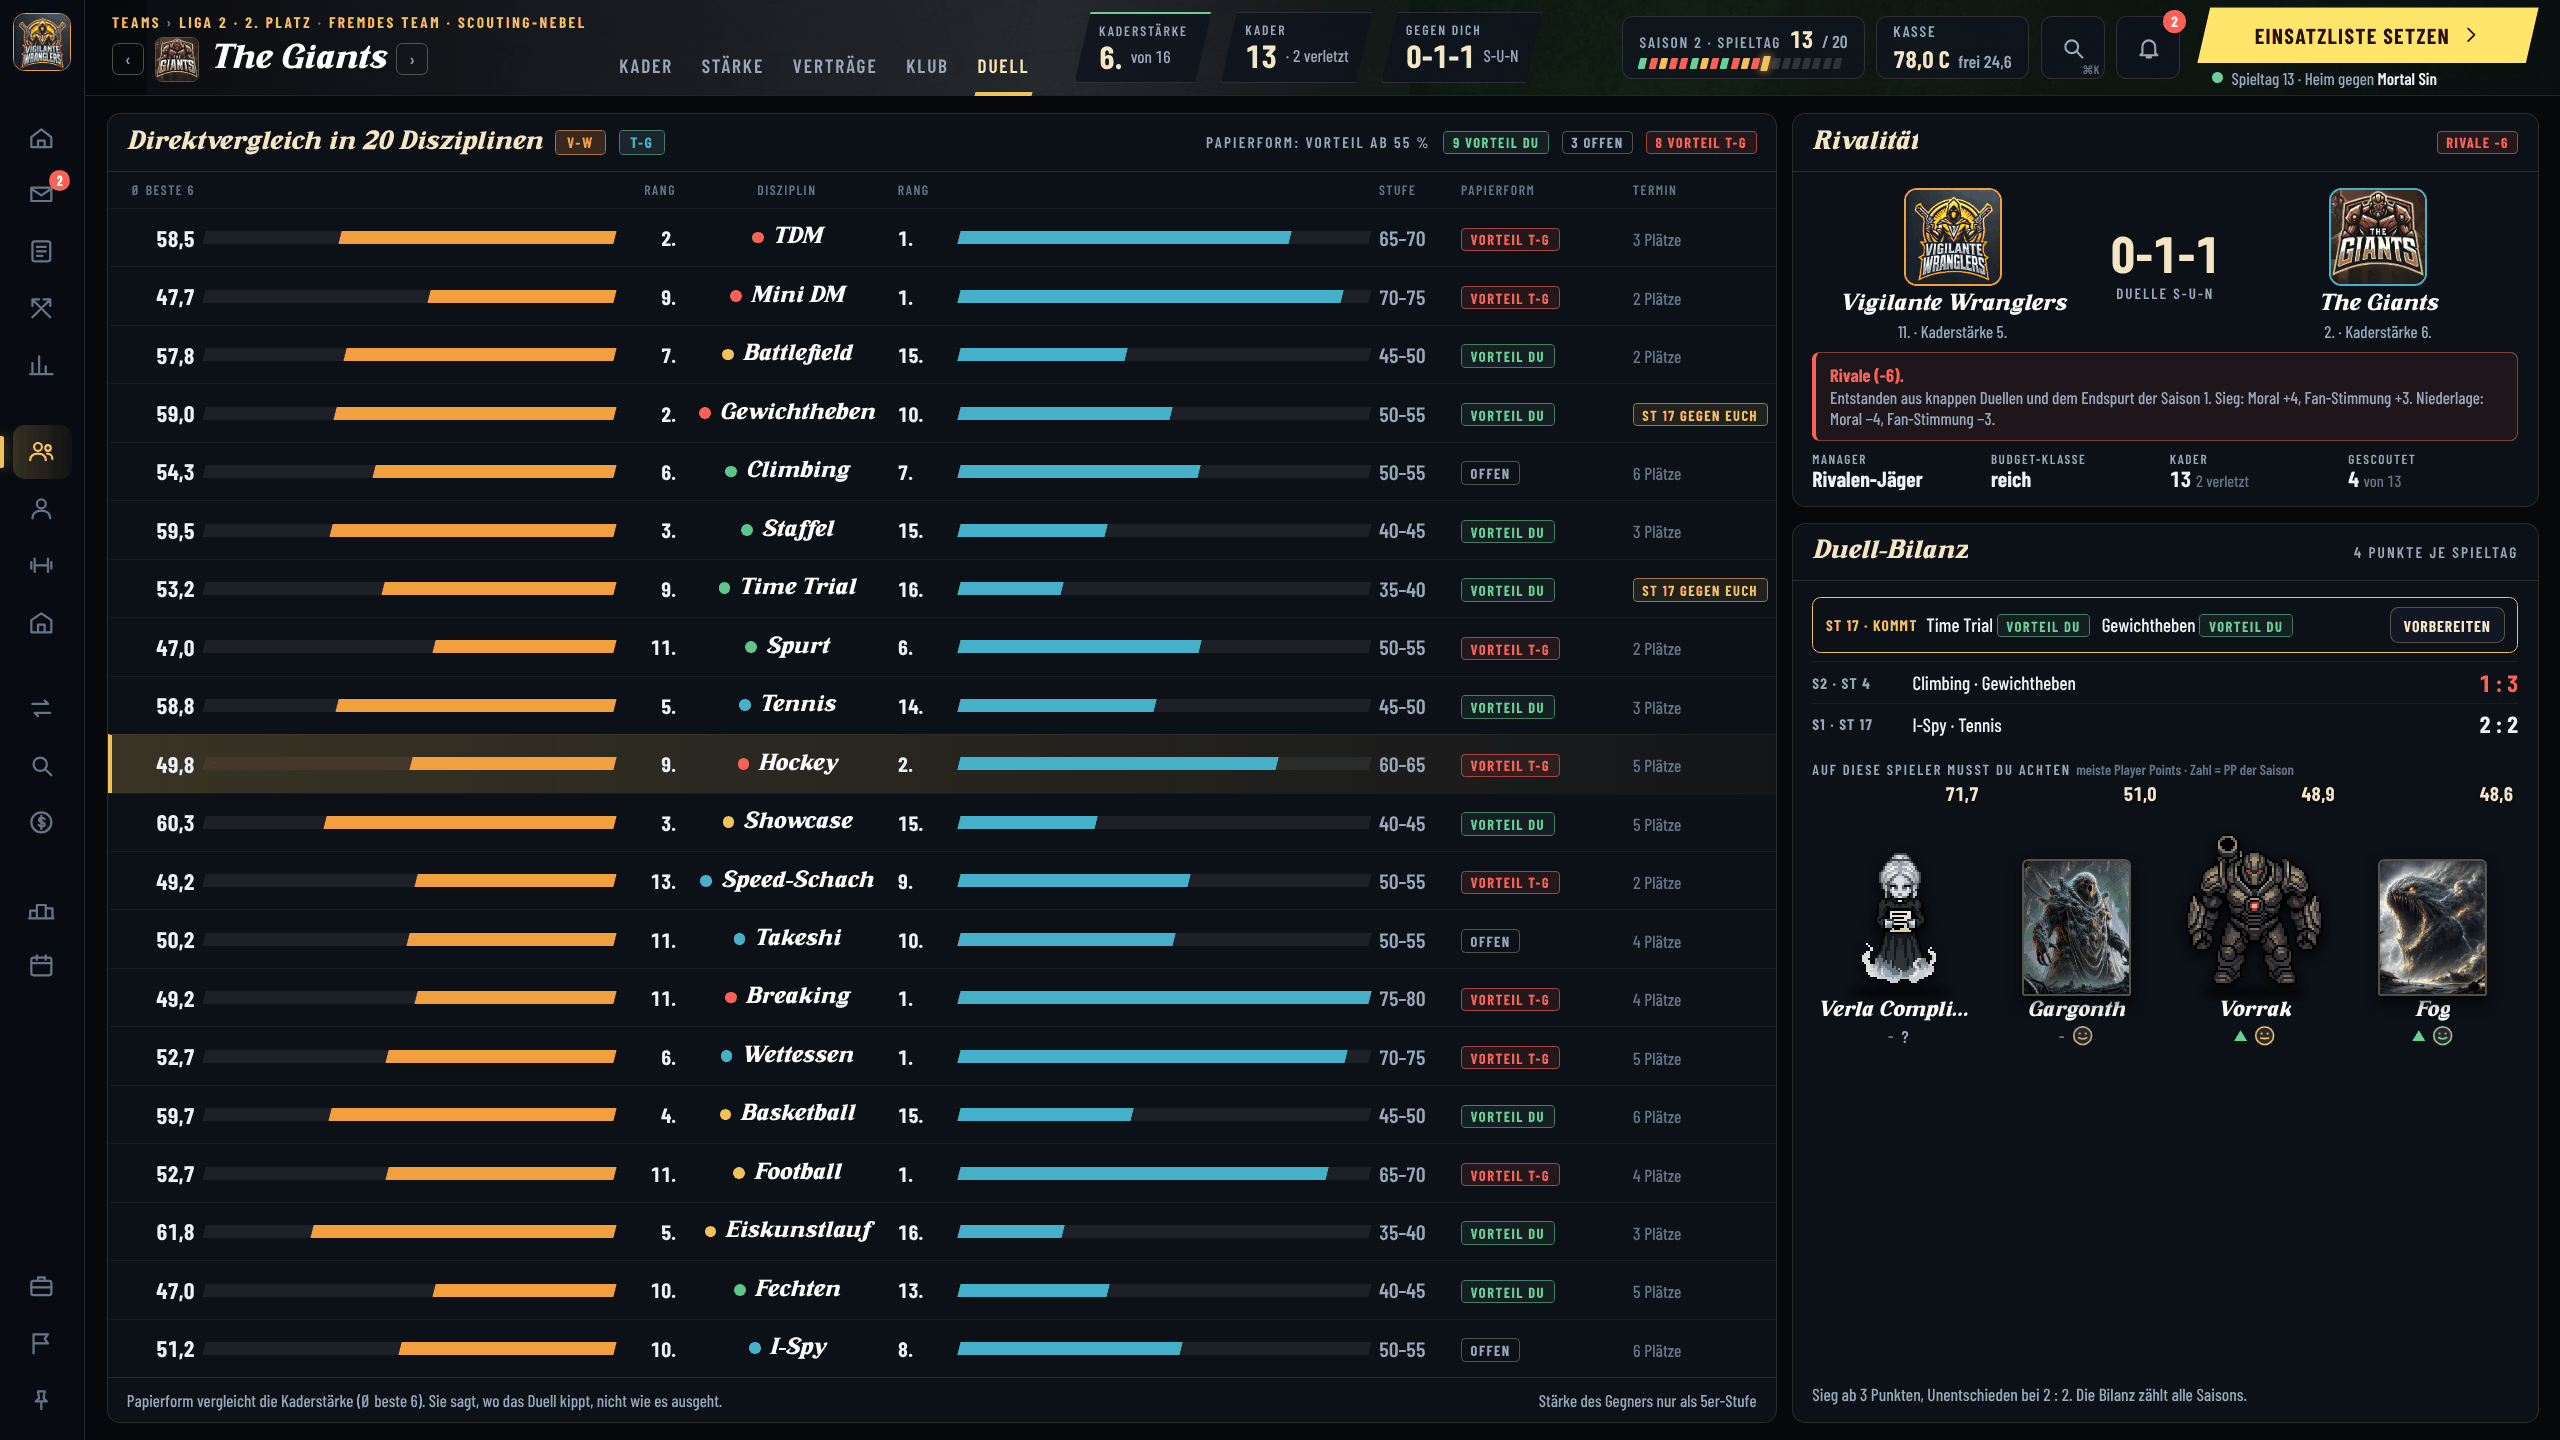 TEAMS › LIGA 2 · 2. PLATZ · FREMDES TEAM · SCOUTING-NEBEL
‹ The Giants ›
KADER STÄRKE VERTRÄGE KLUB DUELL
KADERSTÄRKE
6. von 16
KADER
13 · 2 verletzt
GEGEN DICH
0-1-1 S-U-N
SAISON 2 · SPIELTAG 13 / 20
KASSE
78,0 C frei 24,6
⌘K
2
EINSATZLISTE SETZEN
Spieltag 13 · Heim gegen Mortal Sin
2
Direktvergleich in 20 Disziplinen V-W T-G
PAPIERFORM: VORTEIL AB 55 % 9 VORTEIL DU 3 OFFEN 8 VORTEIL T-G
Ø BESTE 6 RANG DISZIPLIN RANG STUFE PAPIERFORM TERMIN
58,5 2. TDM 1. 65–70 VORTEIL T-G 3 Plätze
47,7 9. Mini DM 1. 70–75 VORTEIL T-G 2 Plätze
57,8 7. Battlefield 15. 45–50 VORTEIL DU 2 Plätze
59,0 2. Gewichtheben 10. 50–55 VORTEIL DU ST 17 GEGEN EUCH
54,3 6. Climbing 7. 50–55 OFFEN 6 Plätze
59,5 3. Staffel 15. 40–45 VORTEIL DU 3 Plätze
53,2 9. Time Trial 16. 35–40 VORTEIL DU ST 17 GEGEN EUCH
47,0 11. Spurt 6. 50–55 VORTEIL T-G 2 Plätze
58,8 5. Tennis 14. 45–50 VORTEIL DU 3 Plätze
49,8 9. Hockey 2. 60–65 VORTEIL T-G 5 Plätze
60,3 3. Showcase 15. 40–45 VORTEIL DU 5 Plätze
49,2 13. Speed-Schach 9. 50–55 VORTEIL T-G 2 Plätze
50,2 11. Takeshi 10. 50–55 OFFEN 4 Plätze
49,2 11. Breaking 1. 75–80 VORTEIL T-G 4 Plätze
52,7 6. Wettessen 1. 70–75 VORTEIL T-G 5 Plätze
59,7 4. Basketball 15. 45–50 VORTEIL DU 6 Plätze
52,7 11. Football 1. 65–70 VORTEIL T-G 4 Plätze
61,8 5. Eiskunstlauf 16. 35–40 VORTEIL DU 3 Plätze
47,0 10. Fechten 13. 40–45 VORTEIL DU 5 Plätze
51,2 10. I-Spy 8. 50–55 OFFEN 6 Plätze
Papierform vergleicht die Kaderstärke (Ø beste 6). Sie sagt, wo das Duell kippt, nicht wie es ausgeht.
Stärke des Gegners nur als 5er-Stufe
Rivalität RIVALE -6
VIGILANTE WRANGLERS
THE GIANTS
0-1-1
DUELLE S-U-N
Vigilante Wranglers The Giants
11. · Kaderstärke 5. 2. · Kaderstärke 6.
Rivale (-6).
Entstanden aus knappen Duellen und dem Endspurt der Saison 1. Sieg: Moral +4, Fan-Stimmung +3. Niederlage:
Moral −4, Fan-Stimmung −3.
MANAGER BUDGET-KLASSE KADER GESCOUTET
Rivalen-Jäger reich 13 2 verletzt 4 von 13
Duell-Bilanz 4 PUNKTE JE SPIELTAG
ST 17 · KOMMT Time Trial VORTEIL DU Gewichtheben VORTEIL DU VORBEREITEN
S2 · ST 4 Climbing · Gewichtheben 1 : 3
S1 · ST 17 I-Spy · Tennis 2 : 2
AUF DIESE SPIELER MUSST DU ACHTEN meiste Player Points · Zahl = PP der Saison
71,7 51,0 48,9 48,6
Verla Compli… Gargonth Vorrak Fog
– ? –
Sieg ab 3 Punkten, Unentschieden bei 2 : 2. Die Bilanz zählt alle Saisons.